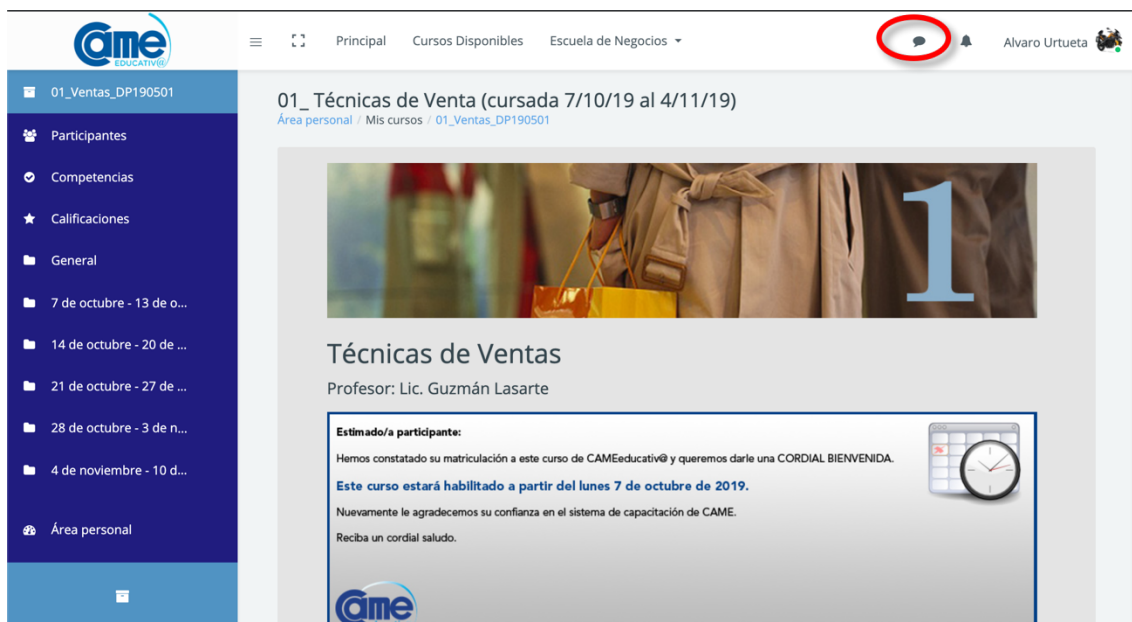 Came
EDUCATIV@
Principal Cursos Disponibles Escuela de Negocios
Alvaro Urtueta
01_Ventas_DP190501
Participantes
Competencias
Calificaciones
General
7 de octubre - 13 de o...
14 de octubre - 20 de ...
21 de octubre - 27 de ...
28 de octubre - 3 de n...
4 de noviembre - 10 d...
Área personal
01_ Técnicas de Venta (cursada 7/10/19 al 4/11/19)
Área personal / Mis cursos / 01_Ventas_DP190501
1
Técnicas de Ventas
Profesor: Lic. Guzmán Lasarte
Estimado/a participante:
Hemos constatado su matriculación a este curso de CAMEeducativ@ y queremos darle una CORDIAL BIENVENIDA.
Este curso estará habilitado a partir del lunes 7 de octubre de 2019.
Nuevamente le agradecemos su confianza en el sistema de capacitación de CAME.
Reciba un cordial saludo.
Came